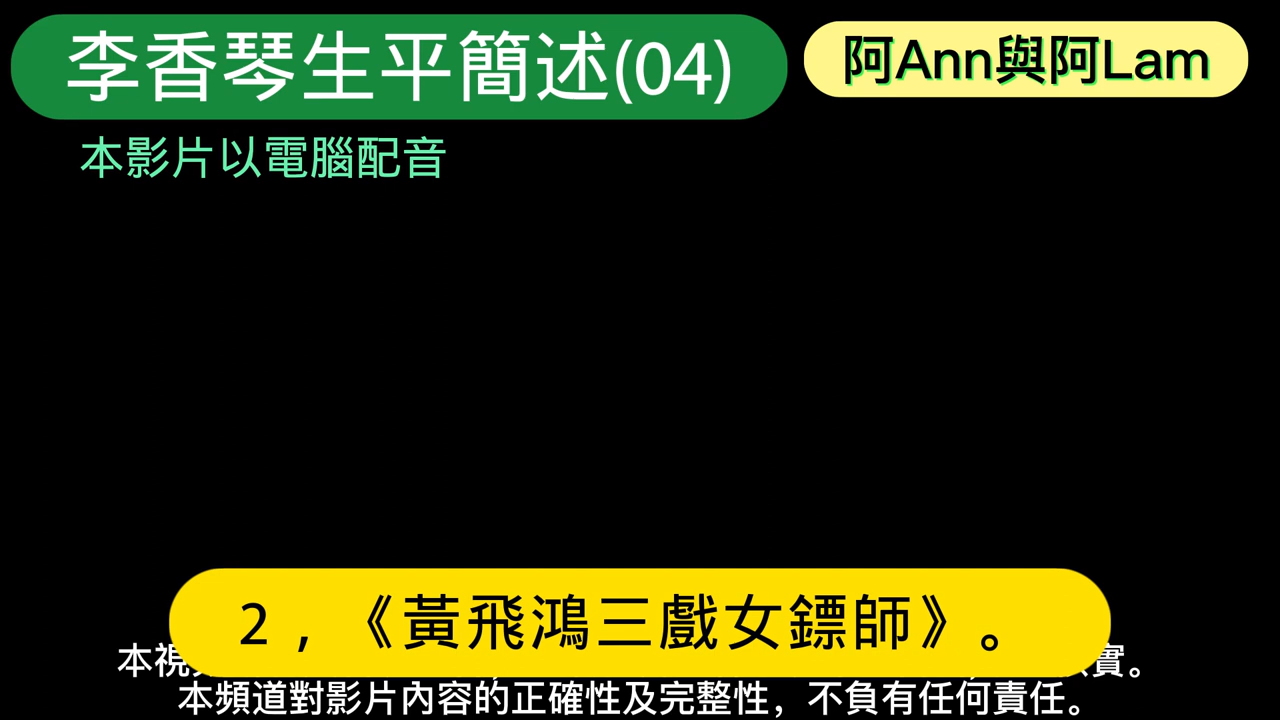 李香琴生平簡述(04)
阿Ann與阿Lam
本影片以電腦配音
2，《黃飛鴻三戲女鏢師》。
本視 實。
本頻道對影片內容的正確性及完整性，不負有任何責任。